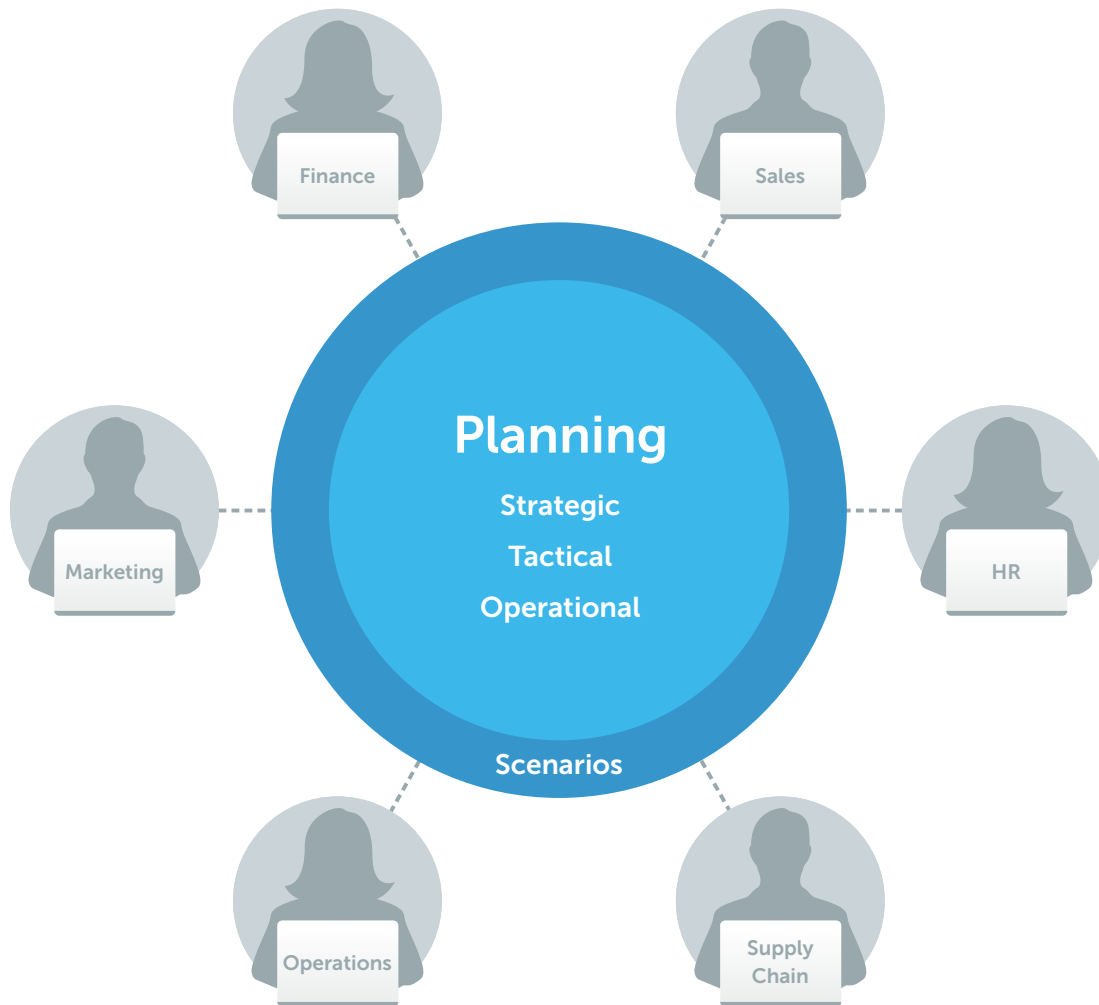 Finance
Sales
Planning
Strategic
Tactical
Operational
Marketing
HR
Scenarios
Operations
Supply
Chain